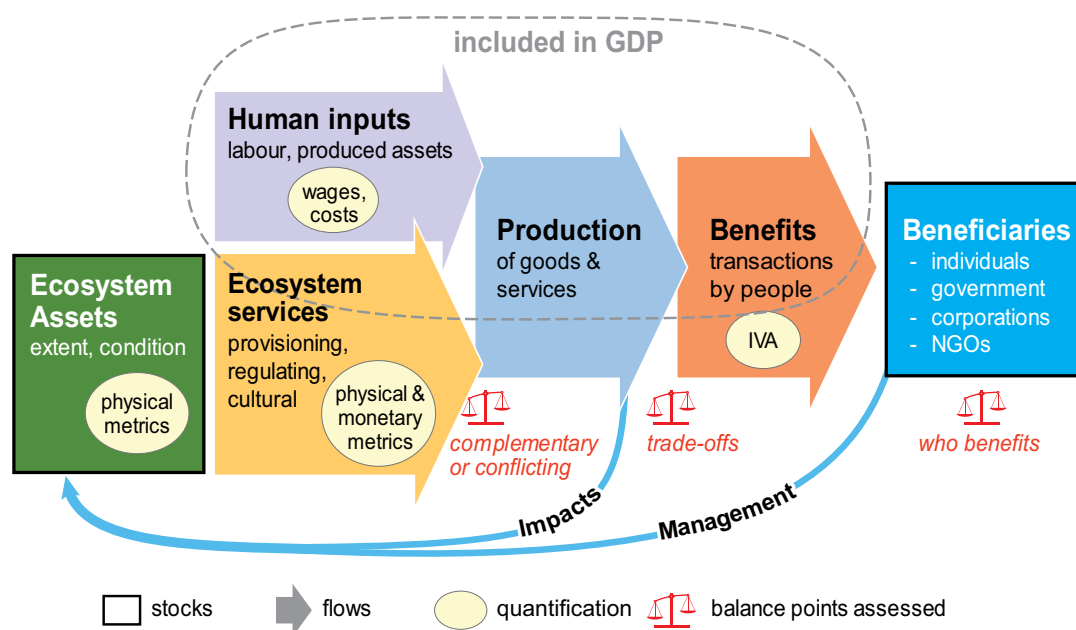 included in GDP
Human inputs
labour, produced assets
wages,
costs
Ecosystem
Assets
extent, condition
physical
metrics
Ecosystem
services
provisioning,
regulating,
cultural
physical &
monetary
metrics
Production
of goods &
services
Benefits
transactions
by people
IVA
Beneficiaries
- individuals
- government
- corporations
- NGOs
complementary
or conflicting
trade-offs
who benefits
Impacts
Management
stocks
flows
quantification
balance points assessed